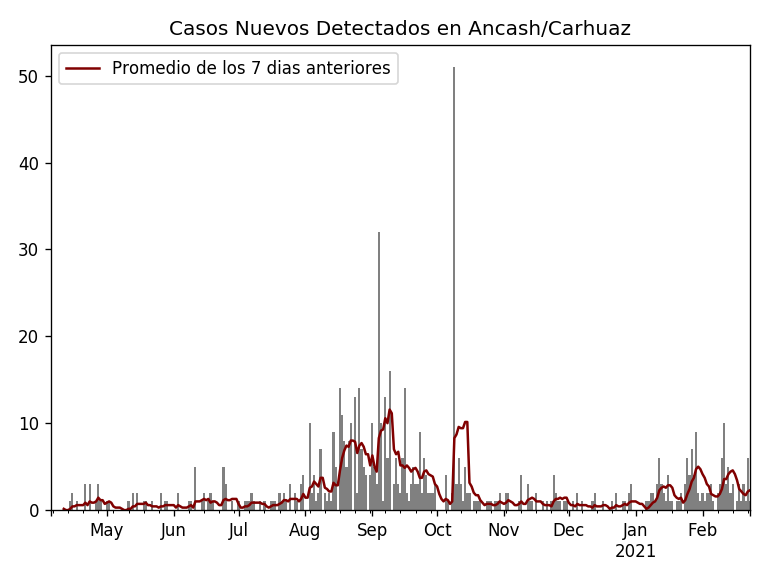 Casos Nuevos Detectados en Ancash/Carhuaz
Promedio de los 7 dias anteriores
50
40
30
20
10
0
May Jun Jul Aug Sep Oct Nov Dec Jan Feb
2021